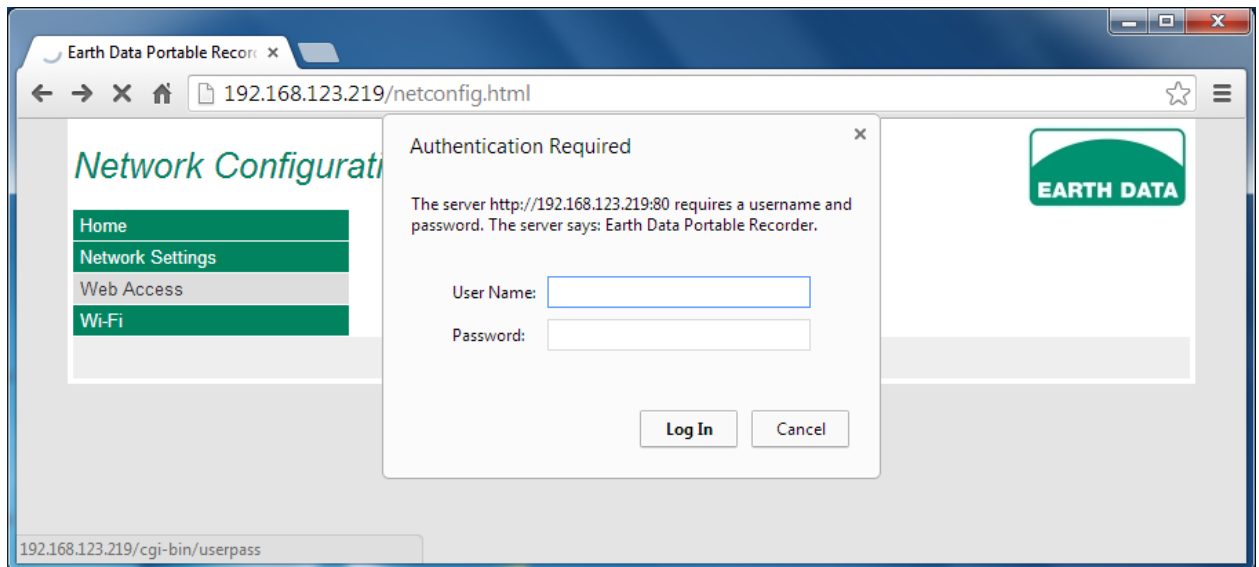 Earth Data Portable Recor
192.168.123.219/netconfig.html
Network Configurati
EARTH DATA
Home
Network Settings
Web Access
Wi-Fi
Authentication Required
The server http://192.168.123.219:80 requires a username and
password. The server says: Earth Data Portable Recorder.
User Name:
Password:
Log In
Cancel
192.168.123.219/cgi-bin/userpass